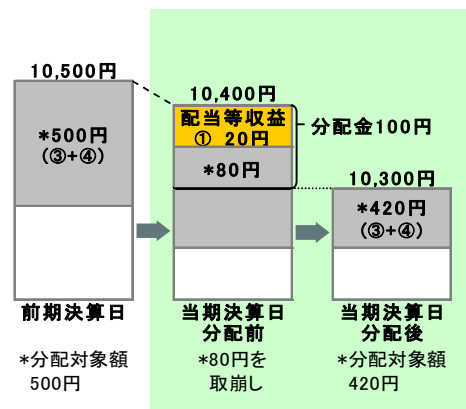 10,500円
*500円
(③+④)
前期決算日
*分配対象額
500円
10,400円
配当等収益
① 20円
*80円
分配金100円
当期決算日
分配前
*80円を
取崩し
10,300円
*420円
(③+④)
当期決算日
分配後
*分配対象額
420円